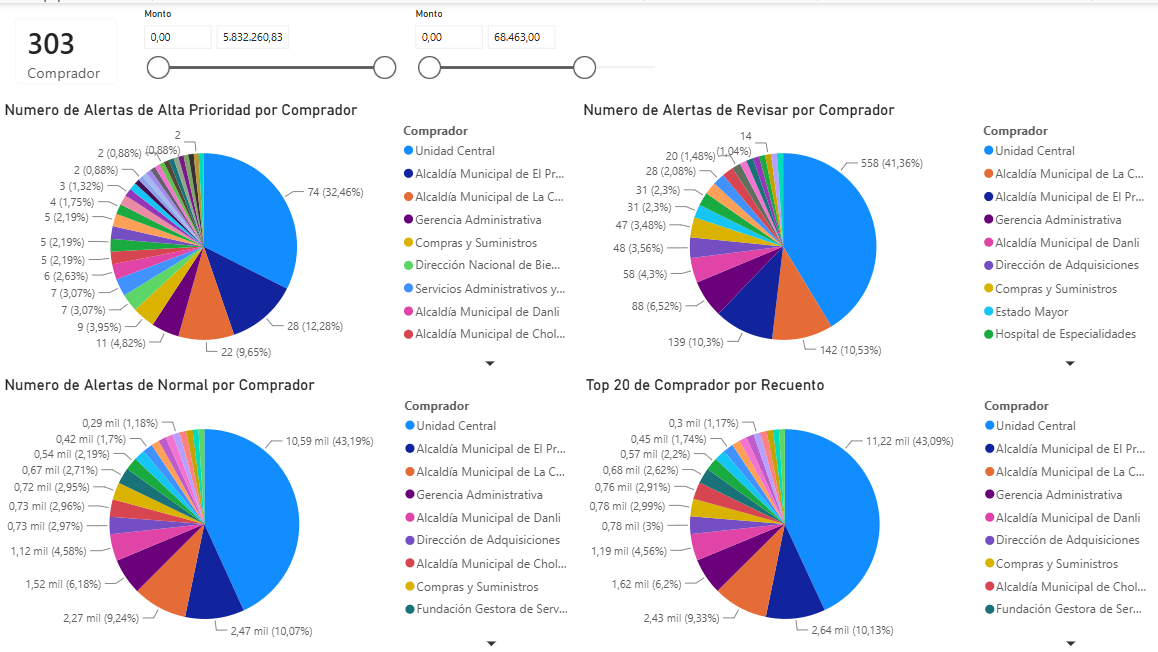 303
Comprador
Monto
0,00
5.832.260,83
Monto
0,00
68.463,00
Numero de Alertas de Alta Prioridad por Comprador
2
2 (0,88%)
(0,88%)
2 (0,88%)
3 (1,32%)
4 (1,75%)
5 (2,19%)
5 (2,19%)
5 (2,19%)
6 (2,63%)
7 (3,07%)
7 (3,07%)
9 (3,95%)
11 (4,82%)
22 (9,65%)
28 (12,28%)
74 (32,46%)
Comprador
Unidad Central
Alcaldía Municipal de El Pr...
Alcaldía Municipal de La C...
Gerencia Administrativa
Compras y Suministros
Dirección Nacional de Bie...
Servicios Administrativos y...
Alcaldía Municipal de Danli
Alcaldía Municipal de Chol...
Numero de Alertas de Revisar por Comprador
14
(1,04%)
20 (1,48%)
28 (2,08%)
31 (2,3%)
31 (2,3%)
47 (3,48%)
48 (3,56%)
58 (4,3%)
88 (6,52%)
139 (10,3%)
142 (10,53%)
558 (41,36%)
Comprador
Unidad Central
Alcaldía Municipal de La C...
Alcaldía Municipal de El Pr...
Gerencia Administrativa
Alcaldía Municipal de Danli
Dirección de Adquisiciones
Compras y Suministros
Estado Mayor
Hospital de Especialidades
Numero de Alertas de Normal por Comprador
0,29 mil (1,18%)
0,42 mil (1,7%)
0,54 mil (2,19%)
0,67 mil (2,71%)
0,72 mil (2,95%)
0,73 mil (2,96%)
0,73 mil (2,97%)
1,12 mil (4,58%)
1,52 mil (6,18%)
2,27 mil (9,24%)
2,47 mil (10,07%)
10,59 mil (43,19%)
Comprador
Unidad Central
Alcaldía Municipal de El Pr...
Alcaldía Municipal de La C...
Gerencia Administrativa
Alcaldía Municipal de Danli
Dirección de Adquisiciones
Alcaldía Municipal de Chol...
Compras y Suministros
Fundación Gestora de Serv...
Top 20 de Comprador por Recuento
0,3 mil (1,17%)
0,45 mil (1,74%)
0,57 mil (2,2%)
0,68 mil (2,62%)
0,76 mil (2,91%)
0,78 mil (2,99%)
0,78 mil (3%)
1,19 mil (4,56%)
1,62 mil (6,2%)
2,43 mil (9,33%)
2,64 mil (10,13%)
11,22 mil (43,09%)
Comprador
Unidad Central
Alcaldía Municipal de El Pr...
Alcaldía Municipal de La C...
Gerencia Administrativa
Alcaldía Municipal de Danli
Dirección de Adquisiciones
Compras y Suministros
Alcaldía Municipal de Chol...
Fundación Gestora de Ser...